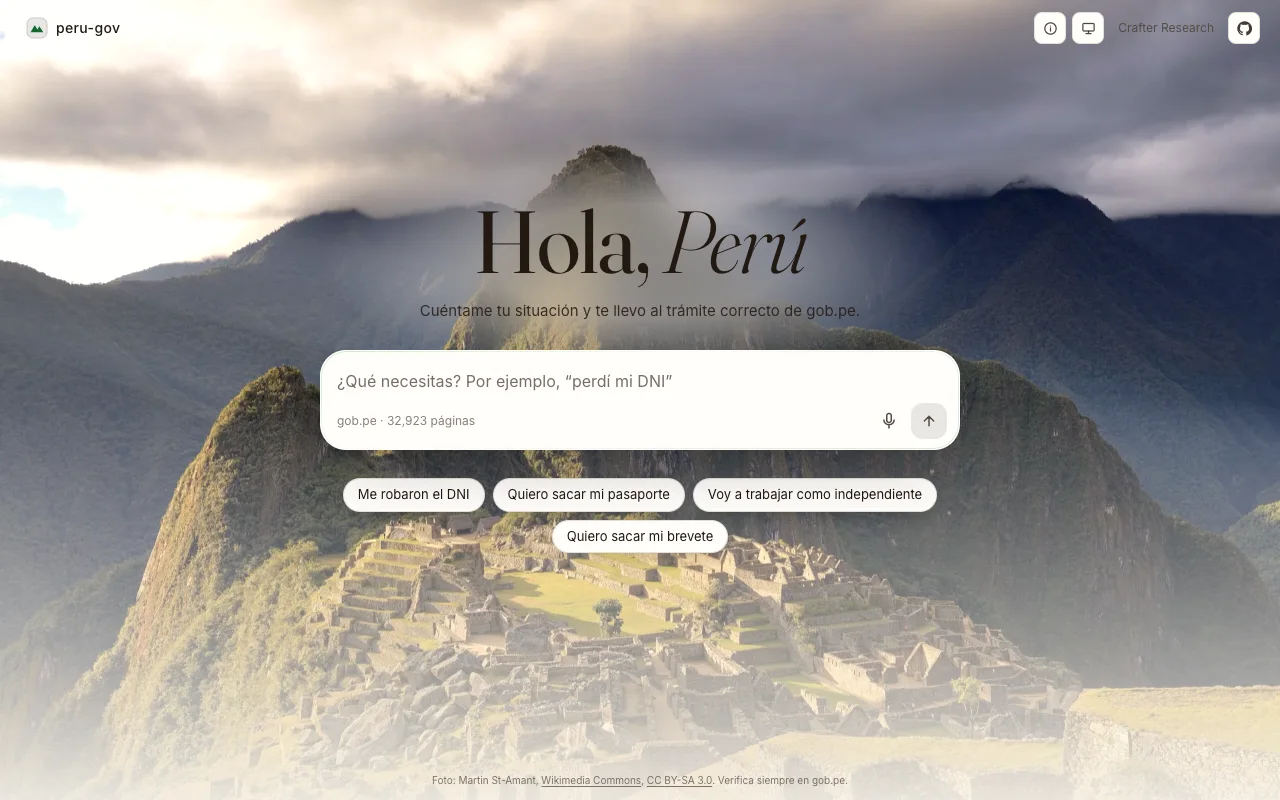 peru-gov
Crafter Research
Hola, Perú
Cuéntame tu situación y te llevo al trámite correcto de gob.pe.
¿Qué necesitas? Por ejemplo, “perdí mi DNI”
gob.pe · 32,923 páginas
Me robaron el DNI
Quiero sacar mi pasaporte
Voy a trabajar como independiente
Quiero sacar mi brevete
Foto: Martin St-Amant, Wikimedia Commons, CC BY-SA 3.0. Verifica siempre en gob.pe.